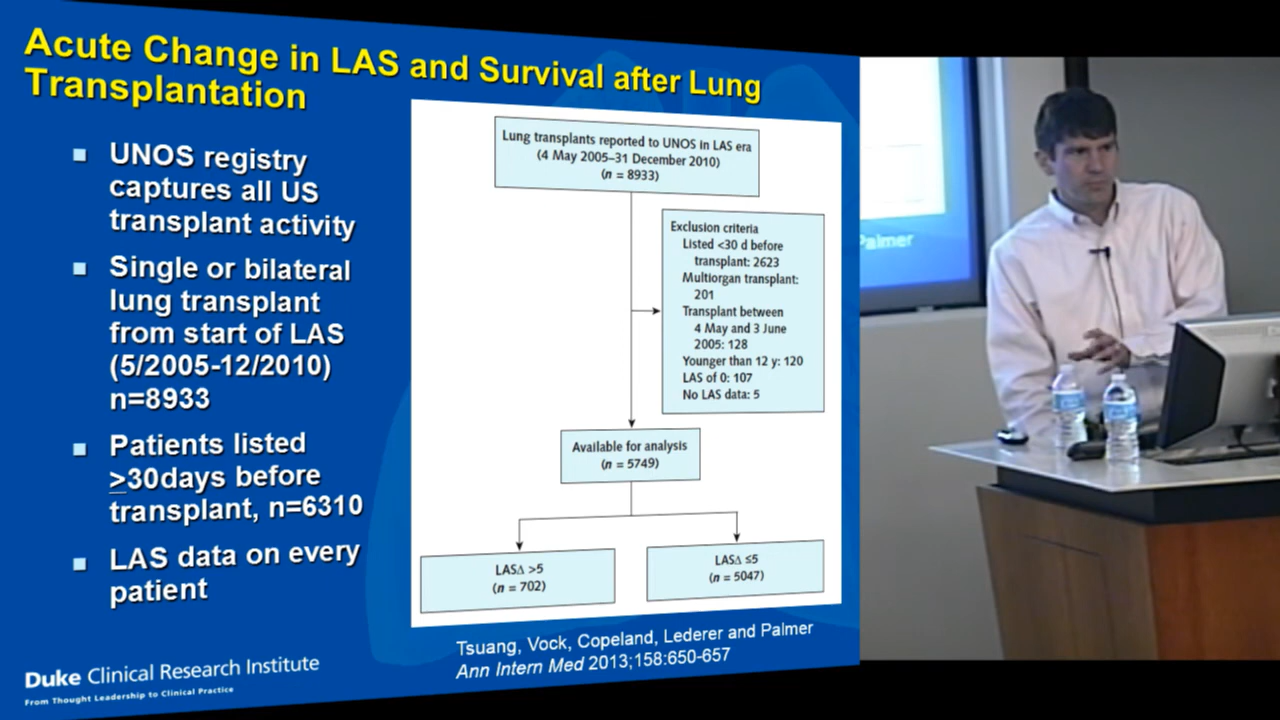 Acute Change in LAS and Survival after Lung
Transplantation
UNOS registry
captures all US
transplant activity
Single or bilateral
lung transplant
from start of LAS
(5/2005-12/2010)
n=8933
Patients listed
>30days before
transplant, n=6310
LAS data on every
patient
Lung transplants reported to UNOS in LAS era
(4 May 2005–31 December 2010)
(n = 8933)
Exclusion criteria
Listed <30 d before
transplant: 2623
Multiorgan transplant:
201
Transplant between
4 May and 3 June
2005: 128
Younger than 12 y: 120
LAS of 0: 107
No LAS data: 5
Available for analysis
(n = 5749)
LASΔ >5
(n = 702)
LASΔ ≤5
(n = 5047)
Tsuang, Vock, Copeland, Lederer and Palmer
Ann Intern Med 2013;158:650-657
Duke Clinical Research Institute
From Thought Leadership to Clinical Practice
Palmer